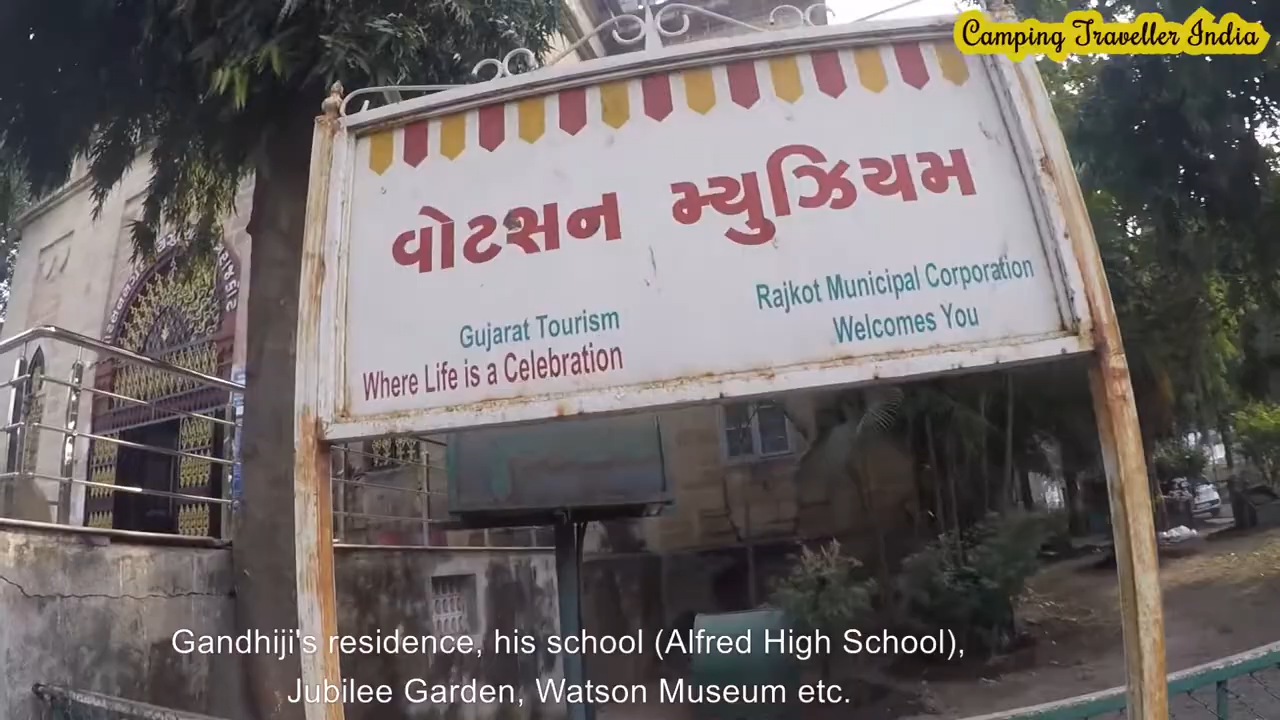 Camping Traveller India
વોટસન મ્યુઝિયમ
Gujarat Tourism
Where Life is a Celebration
Rajkot Municipal Corporation
Welcomes You
Gandhiji's residence, his school (Alfred High School),
Jubilee Garden, Watson Museum etc.